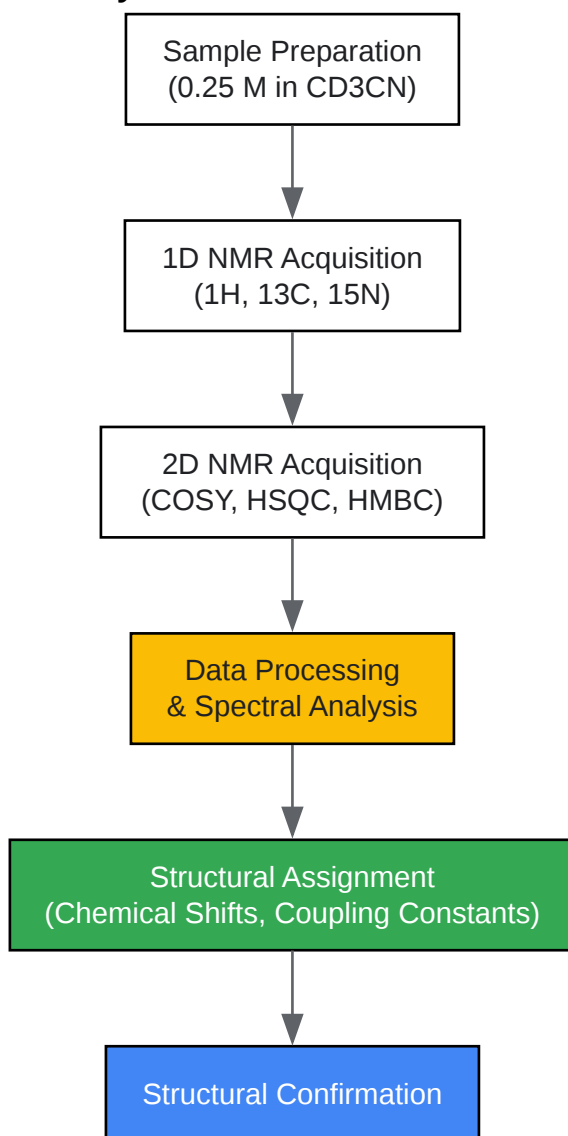 Sample Preparation
(0.25 M in CD3CN)
1D NMR Acquisition
(1H, 13C, 15N)
2D NMR Acquisition
(COSY, HSQC, HMBC)
Data Processing
& Spectral Analysis
Structural Assignment
(Chemical Shifts, Coupling Constants)
Structural Confirmation